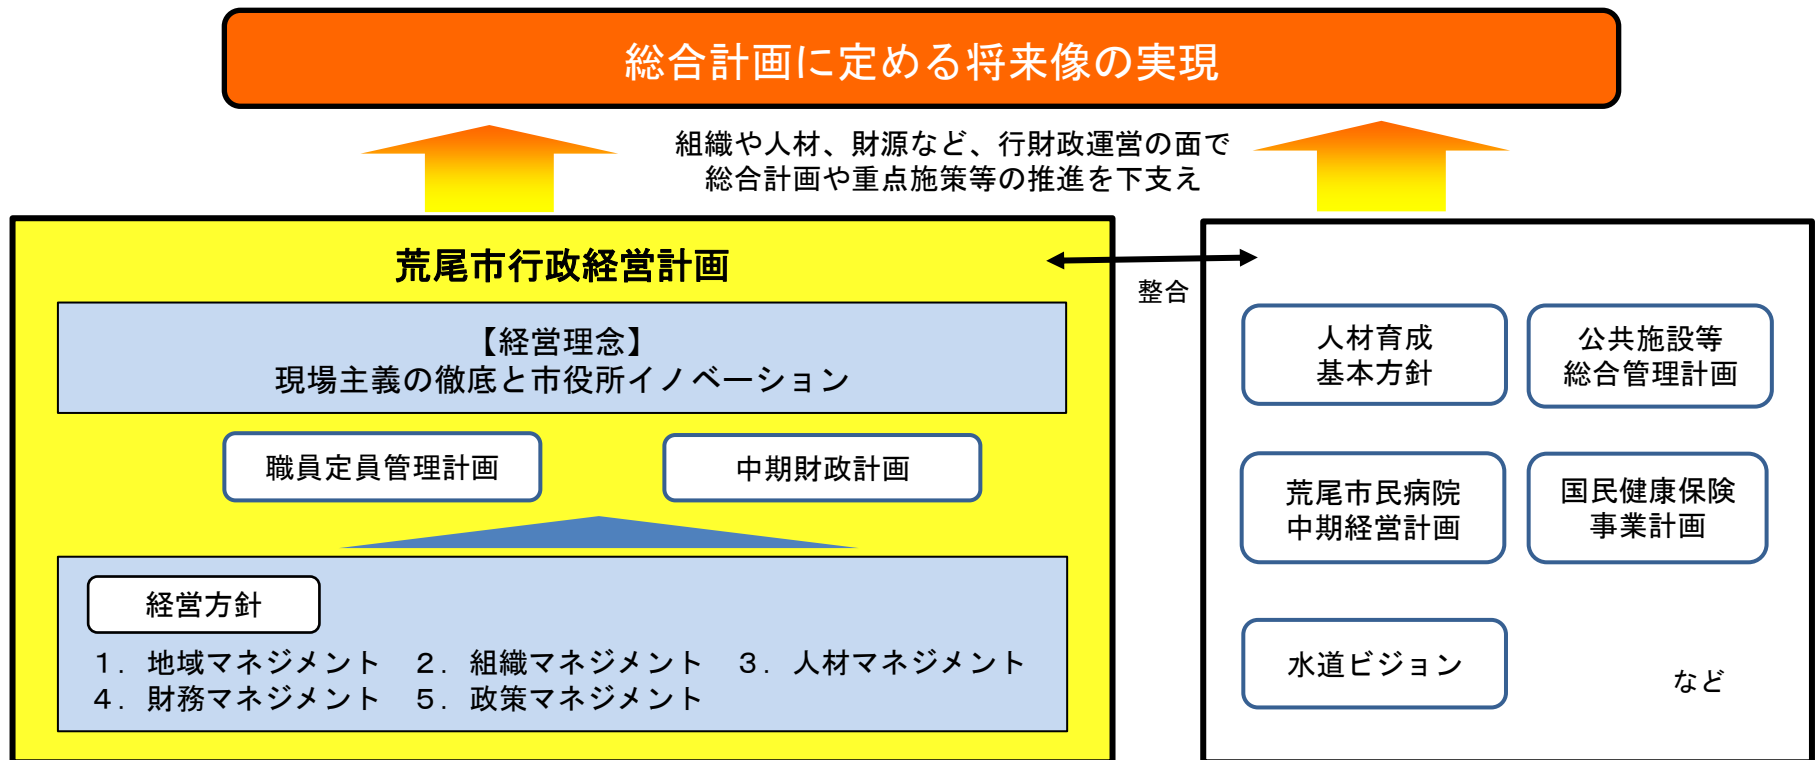 総合計画に定める将来像の実現
組織や人材、財源など、行財政運営の面で
総合計画や重点施策等の推進を下支え
荒尾市行政経営計画
【経営理念】
現場主義の徹底と市役所イノベーション
職員定員管理計画
中期財政計画
経営方針
１．地域マネジメント　２．組織マネジメント　３．人材マネジメント
４．財務マネジメント　５．政策マネジメント
整合
人材育成
基本方針
公共施設等
総合管理計画
荒尾市民病院
中期経営計画
国民健康保険
事業計画
水道ビジョン
など